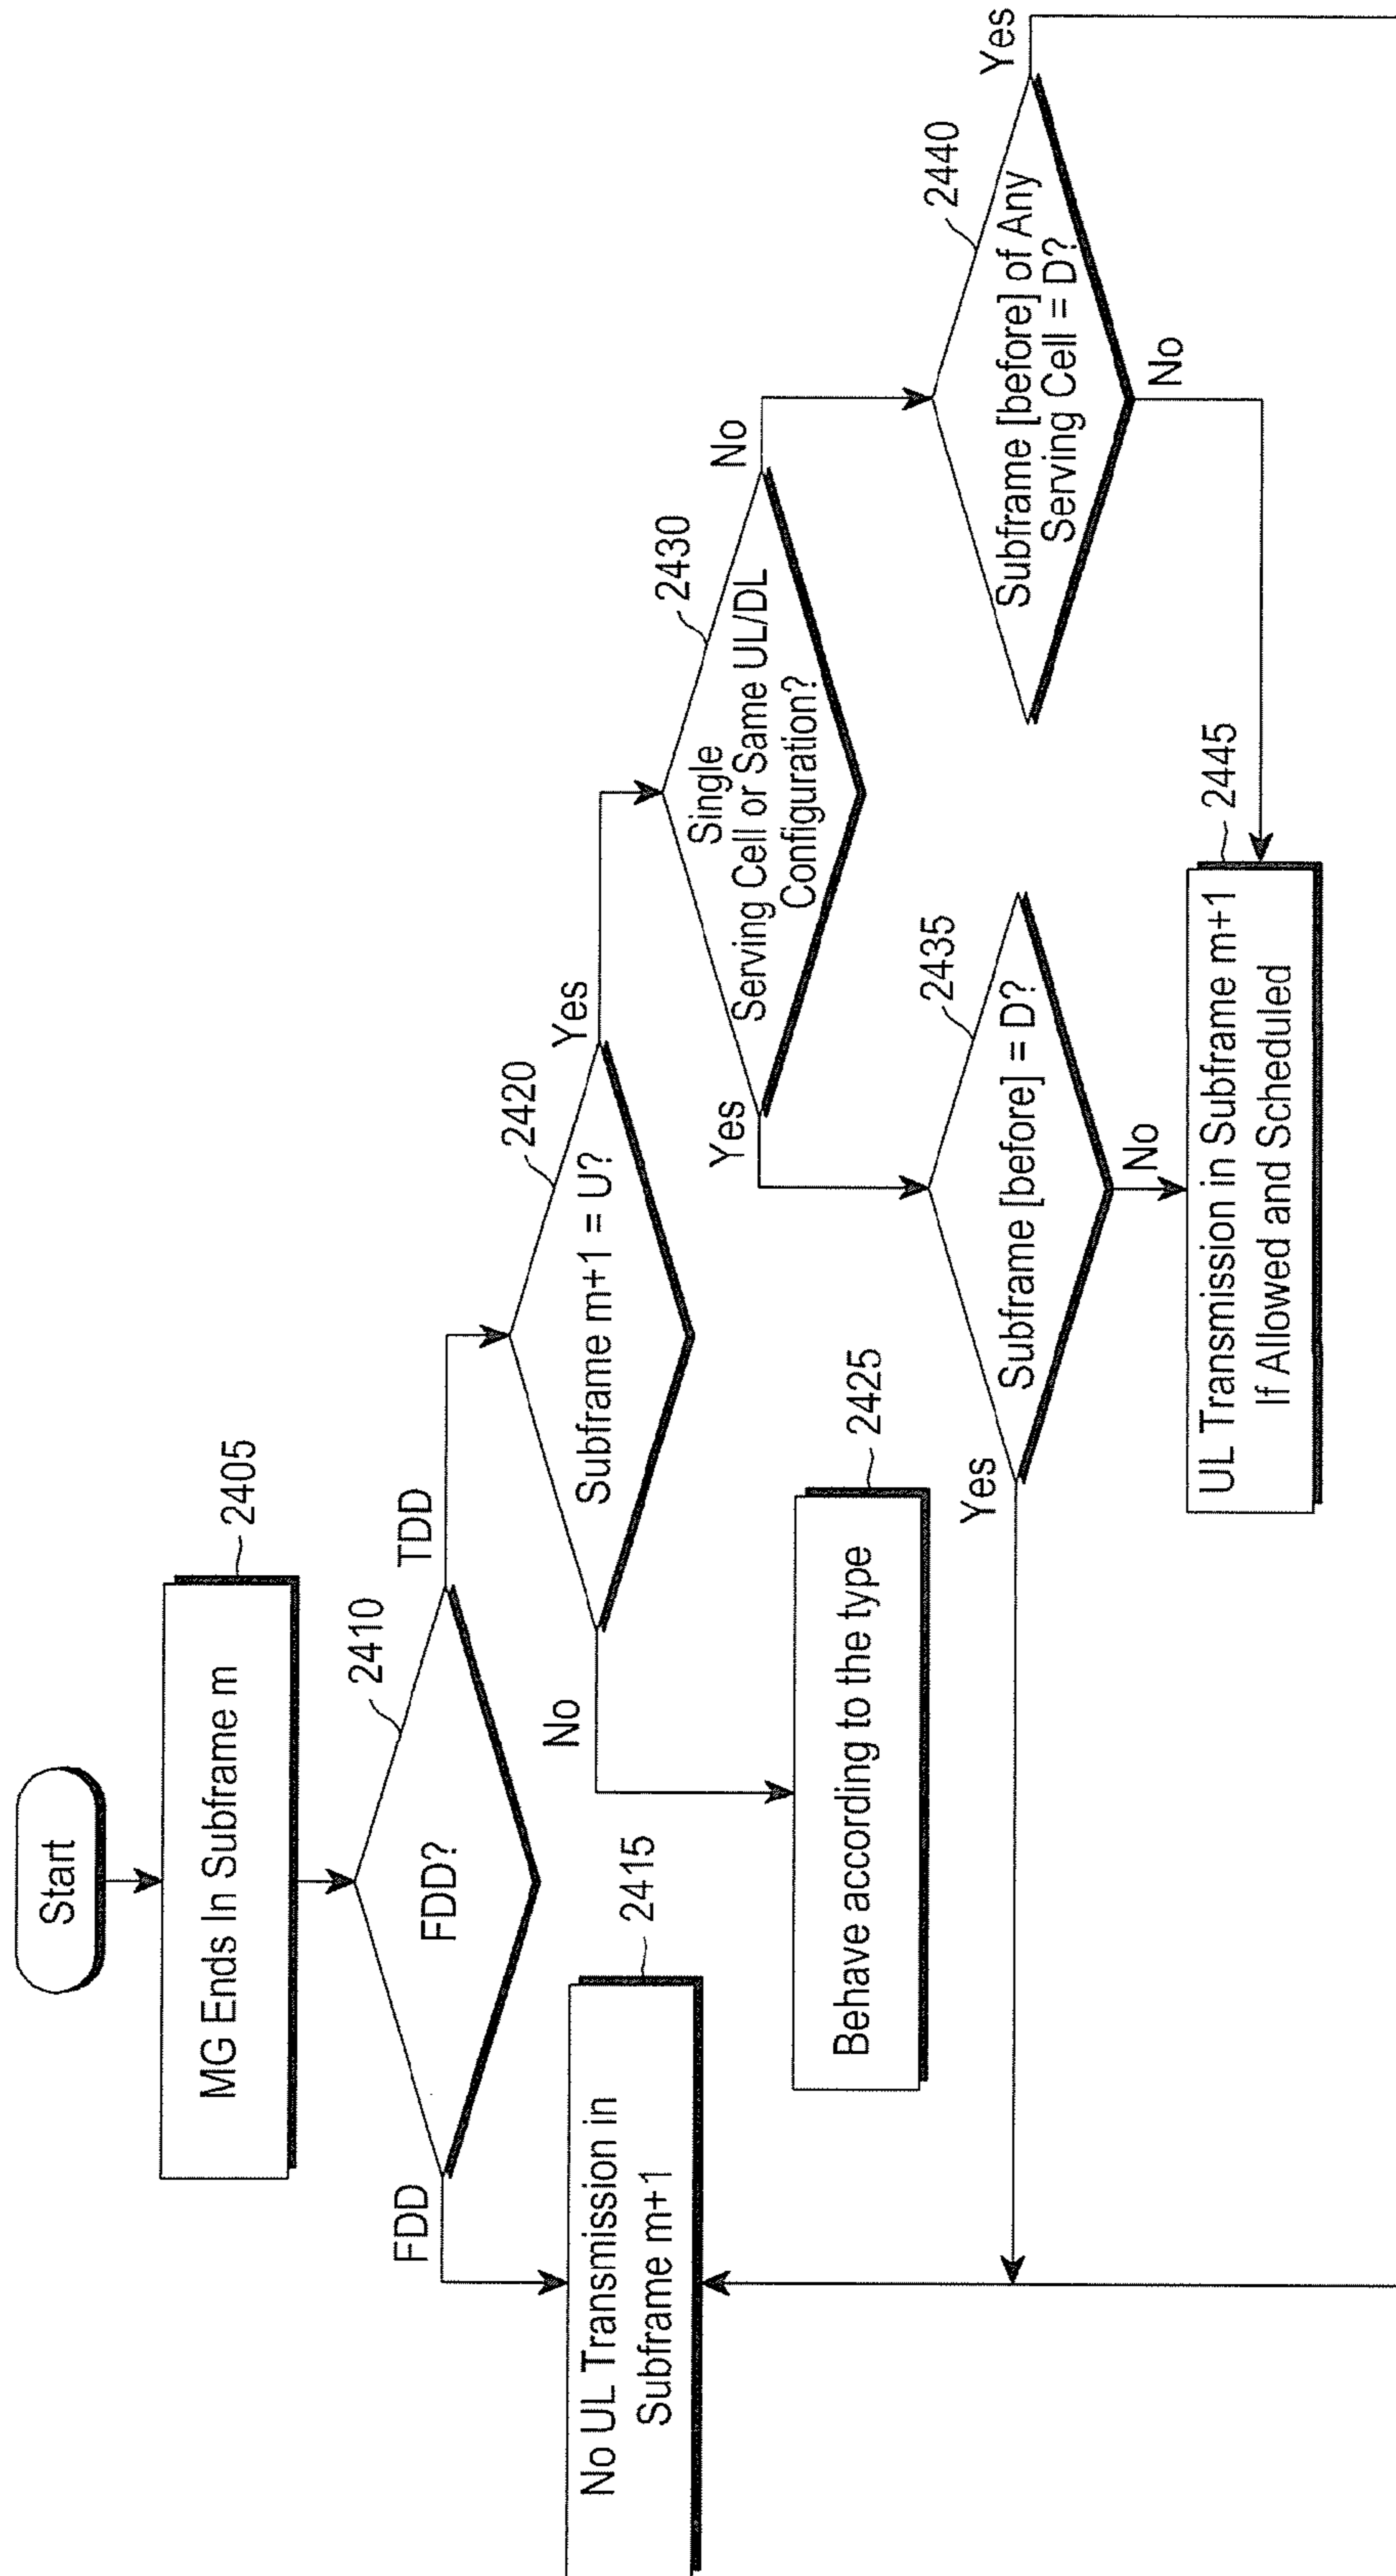 Start
MG Ends In Subframe m
2405
FDD?
2410
FDD
TDD
No UL Transmission in
Subframe m+1
2415
Subframe m+1 = U?
2420
No
Yes
Behave according to the type
2425
Single
Serving Cell or Same UL/DL
Configuration?
2430
Yes
No
Subframe [before] = D?
2435
Yes
No
Subframe [before] of Any
Serving Cell = D?
2440
Yes
No
UL Transmission in Subframe m+1
If Allowed and Scheduled
2445